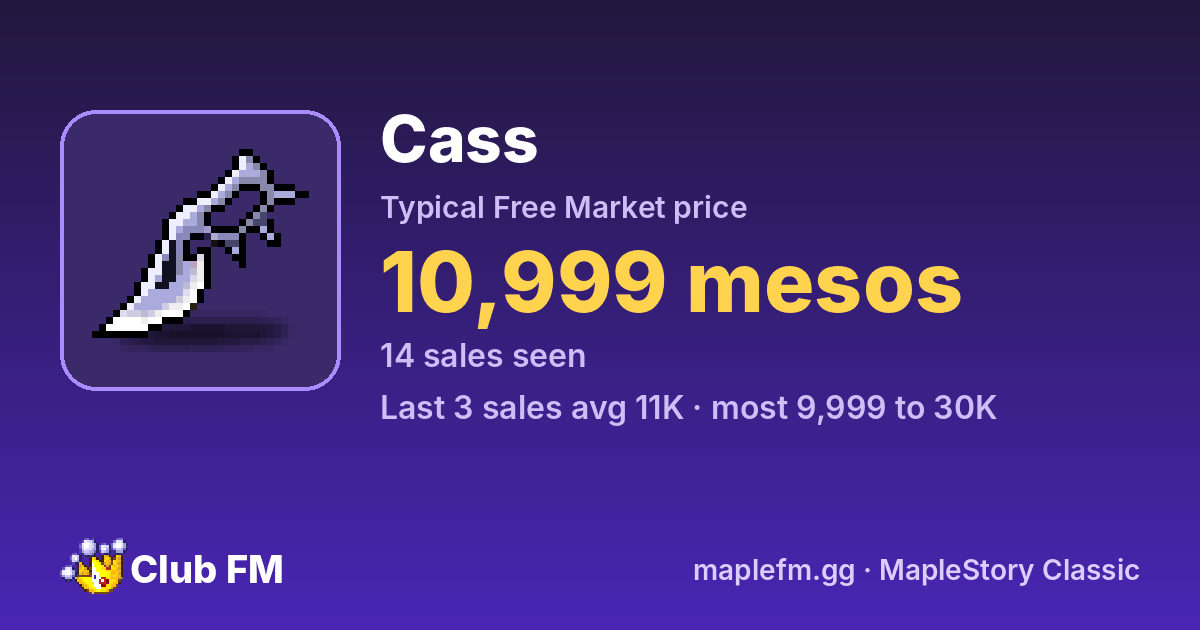 Cass
Typical Free Market price
10,999 mesos
14 sales seen
Last 3 sales avg 11K · most 9,999 to 30K
Club FM
maplefm.gg · MapleStory Classic